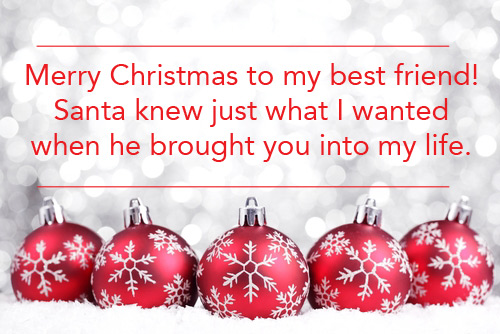 Merry Christmas to my best friend!
Santa knew just what I wanted
when he brought you into my life.